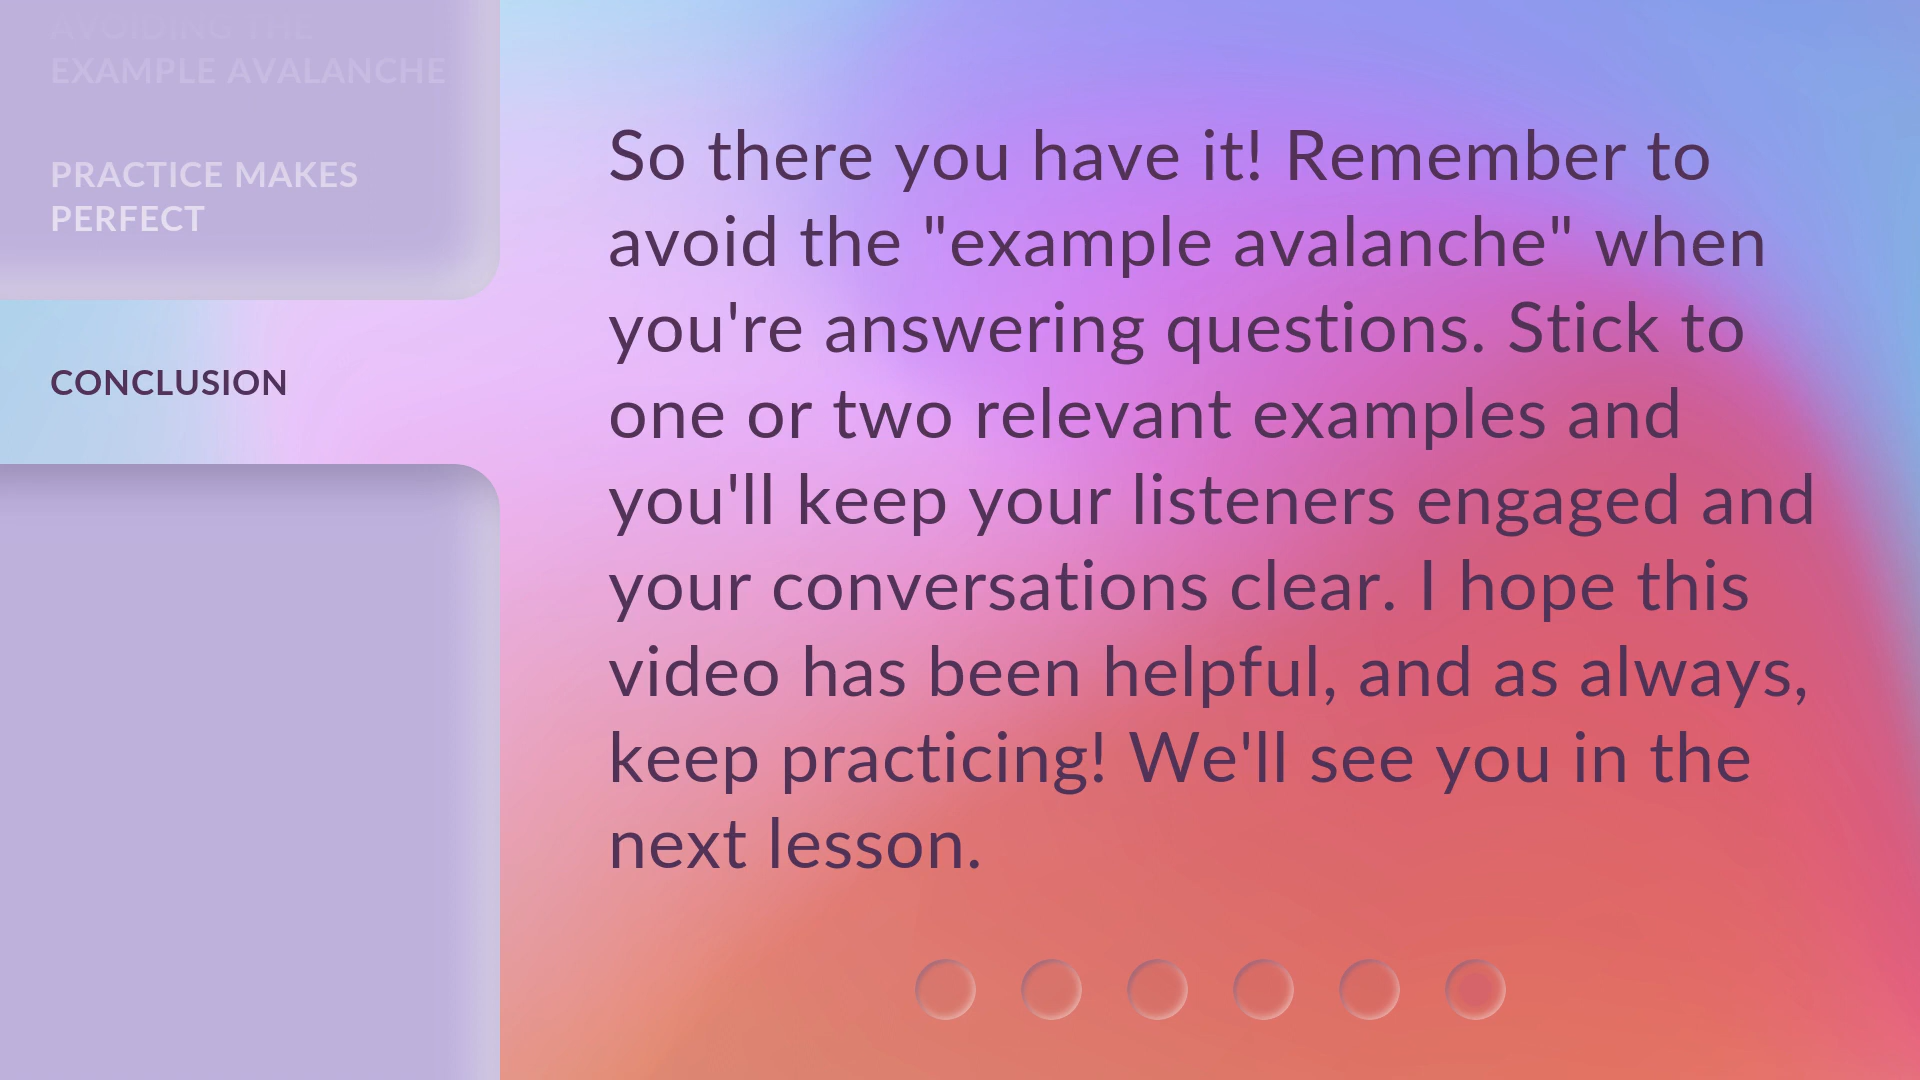 AVOIDING THE
EXAMPLE AVALANCHE
PRACTICE MAKES
PERFECT
CONCLUSION
So there you have it! Remember to
avoid the "example avalanche" when
you're answering questions. Stick to
one or two relevant examples and
you'll keep your listeners engaged and
your conversations clear. I hope this
video has been helpful, and as always,
keep practicing! We'll see you in the
next lesson.